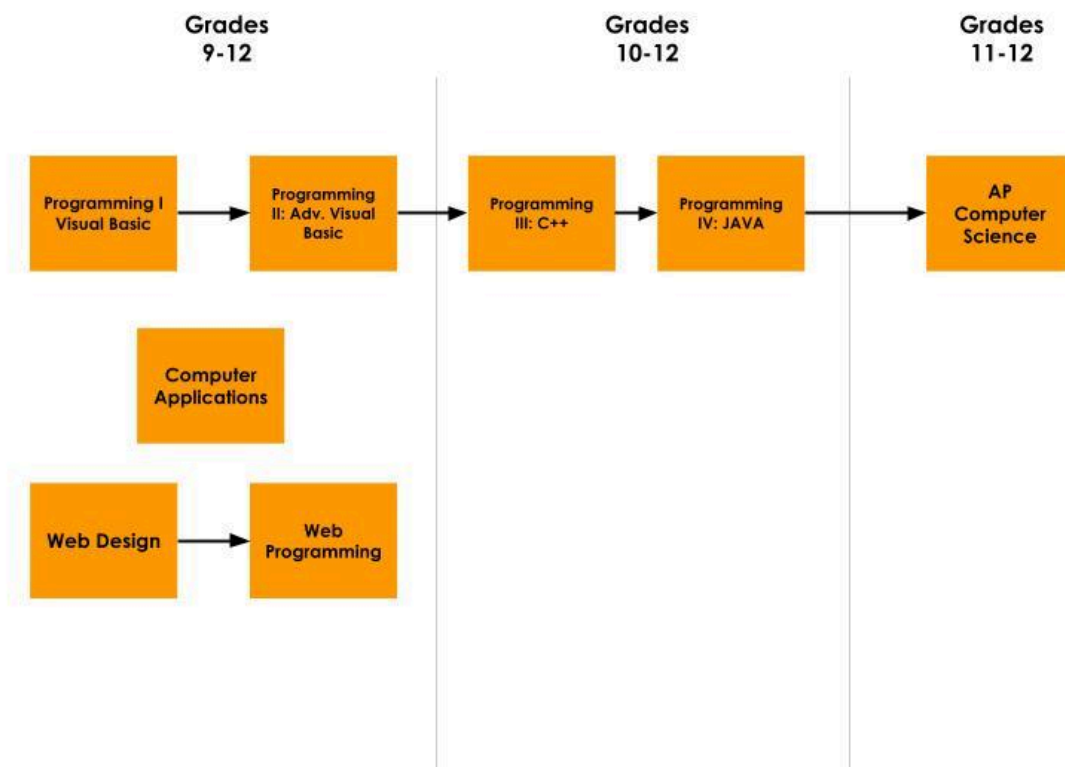 Grades
9-12
Grades
10-12
Grades
11-12
Programming I
Visual Basic
Programming
II: Adv. Visual
Basic
Programming
III: C++
Programming
IV: JAVA
AP
Computer
Science
Computer
Applications
Web Design
Web
Programming